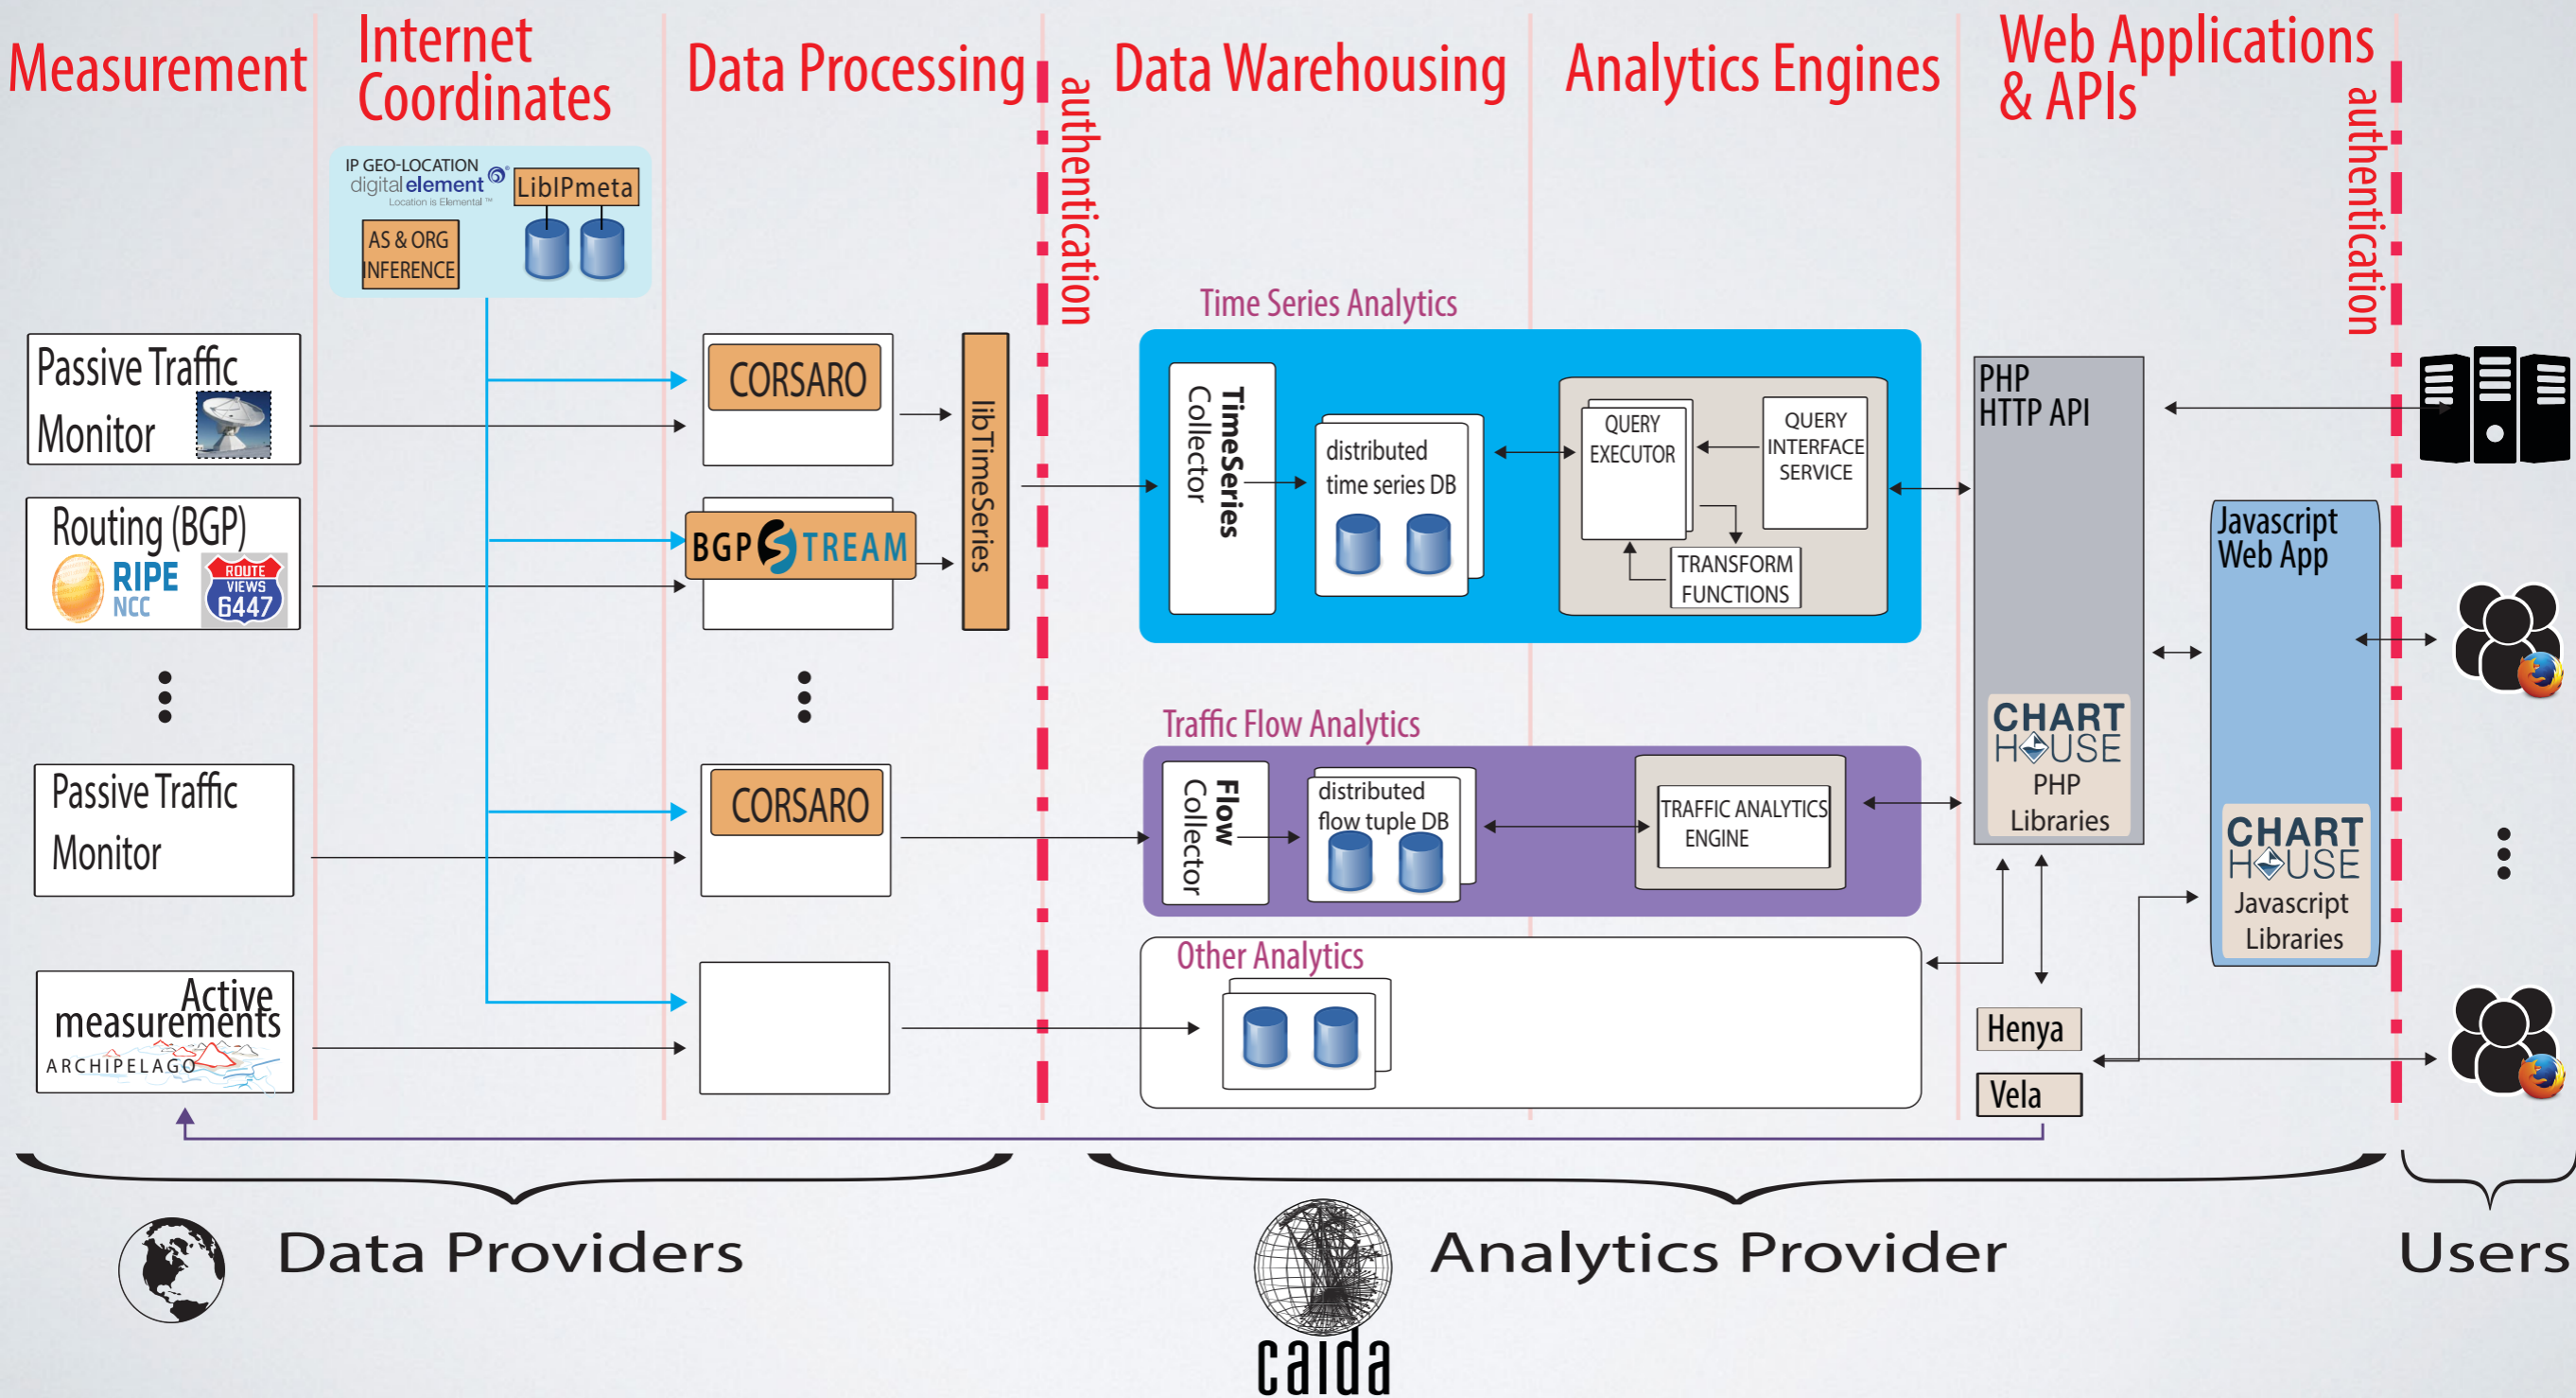 Measurement
Internet
Coordinates
Data Processing
authentication
Data Warehousing
Analytics Engines
Web Applications
& APIs
authentication
IP GEO-LOCATION
digital element
Location is Elemental ™
LibIPmeta
AS & ORG
INFERENCE
Passive Traffic
Monitor
Routing (BGP)
RIPE
NCC
ROUTE
VIEWS
6447
Passive Traffic
Monitor
Active
measurements
ARCHIPELAGO
CORSARO
BGPSTREAM
libTimeSeries
CORSARO
Time Series Analytics
TimeSeries
Collector
distributed
time series DB
QUERY
EXECUTOR
QUERY
INTERFACE
SERVICE
TRANSFORM
FUNCTIONS
Traffic Flow Analytics
Flow
Collector
distributed
flow tuple DB
TRAFFIC ANALYTICS
ENGINE
Other Analytics
PHP
HTTP API
CHART
HOUSE
PHP
Libraries
Javascript
Web App
CHART
HOUSE
Javascript
Libraries
Henya
Vela
Data Providers
Analytics Provider
Users
caida